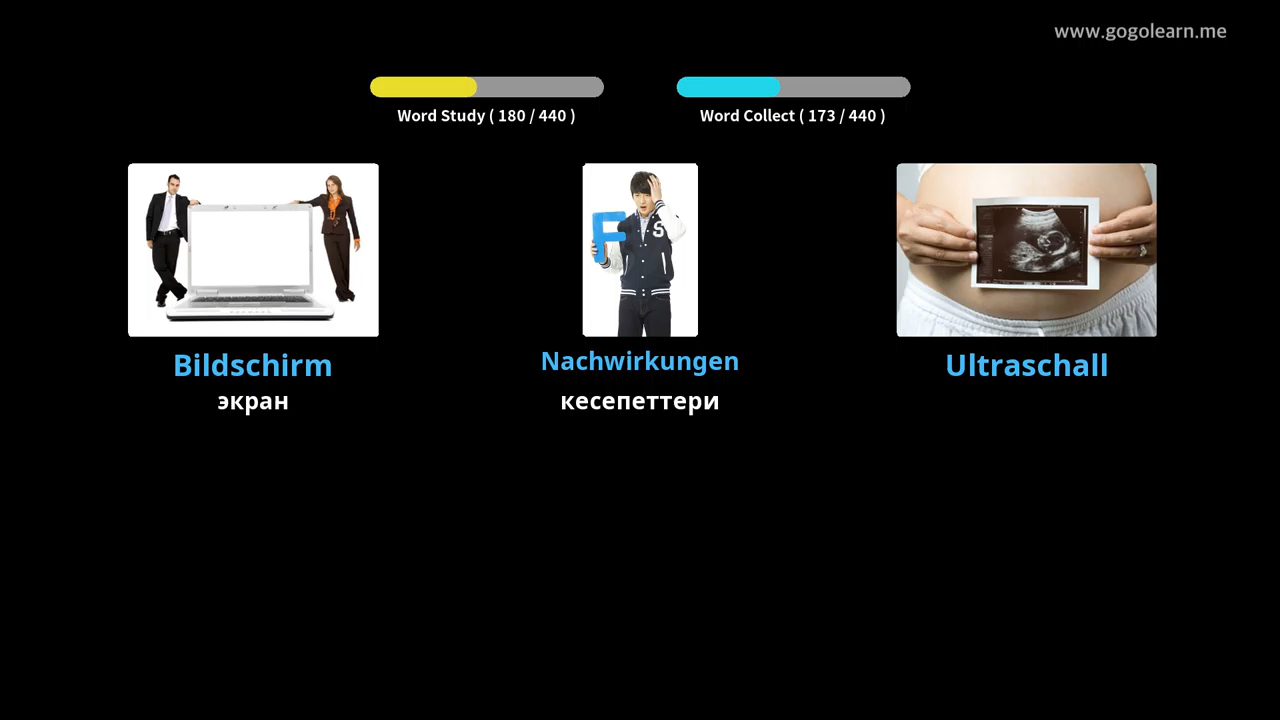 www.gogolearn.me
Word Study ( 180 / 440 )
Word Collect ( 173 / 440 )
F
S
Bildschirm
Nachwirkungen
Ultraschall
экран
кесепеттери